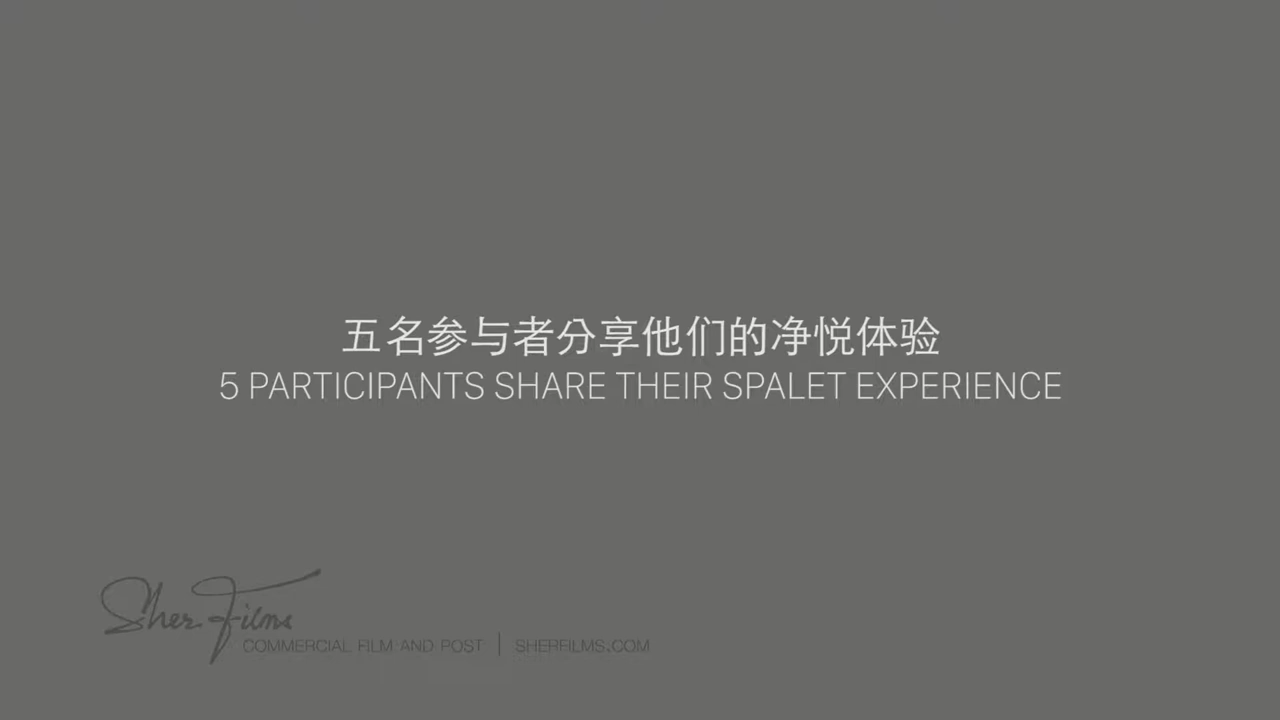 五名参与者分享他们的净悦体验
5 PARTICIPANTS SHARE THEIR SPALET EXPERIENCE
Sher Films
COMMERCIAL FILM AND POST | SHERFILMS.COM